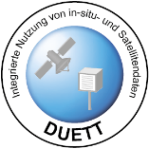 Integrierte Nutzung von in-situ- und Satellitendaten
DUETT